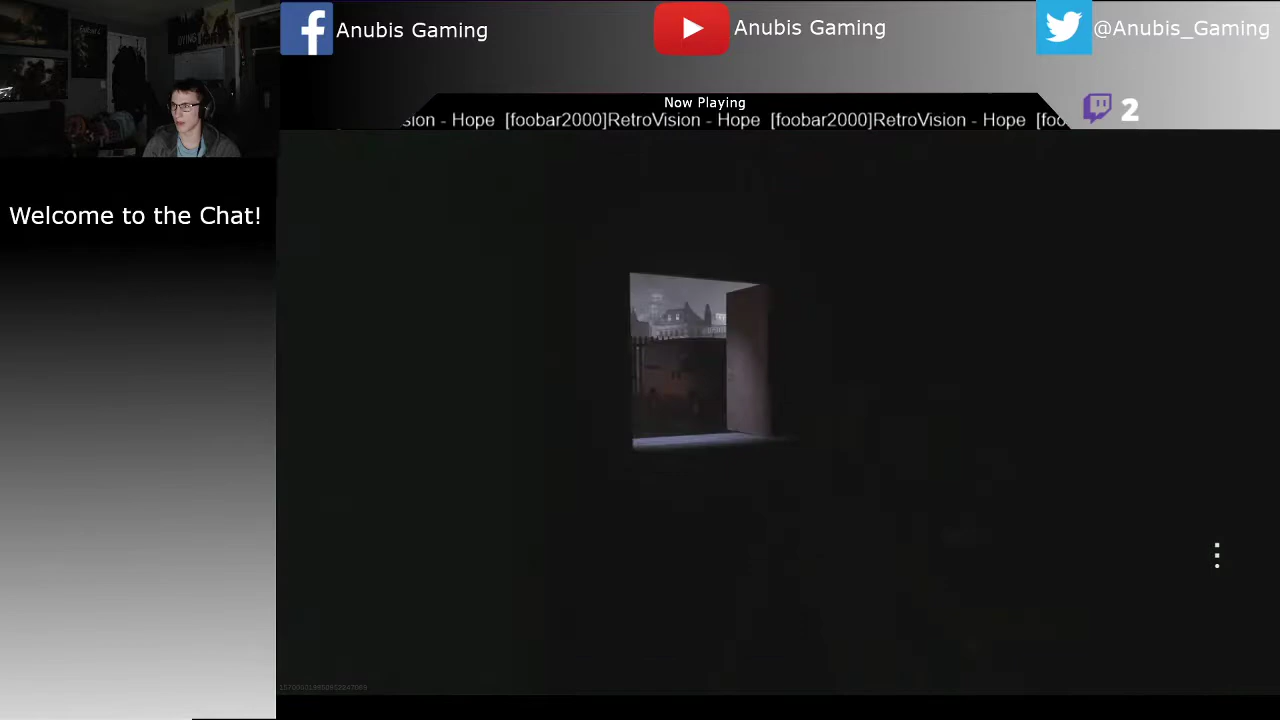 Anubis Gaming
Anubis Gaming
@Anubis_Gaming
Now Playing
sion - Hope [foobar2000]RetroVision - Hope [foobar2000]RetroVision - Hope [foo
2
Welcome to the Chat!